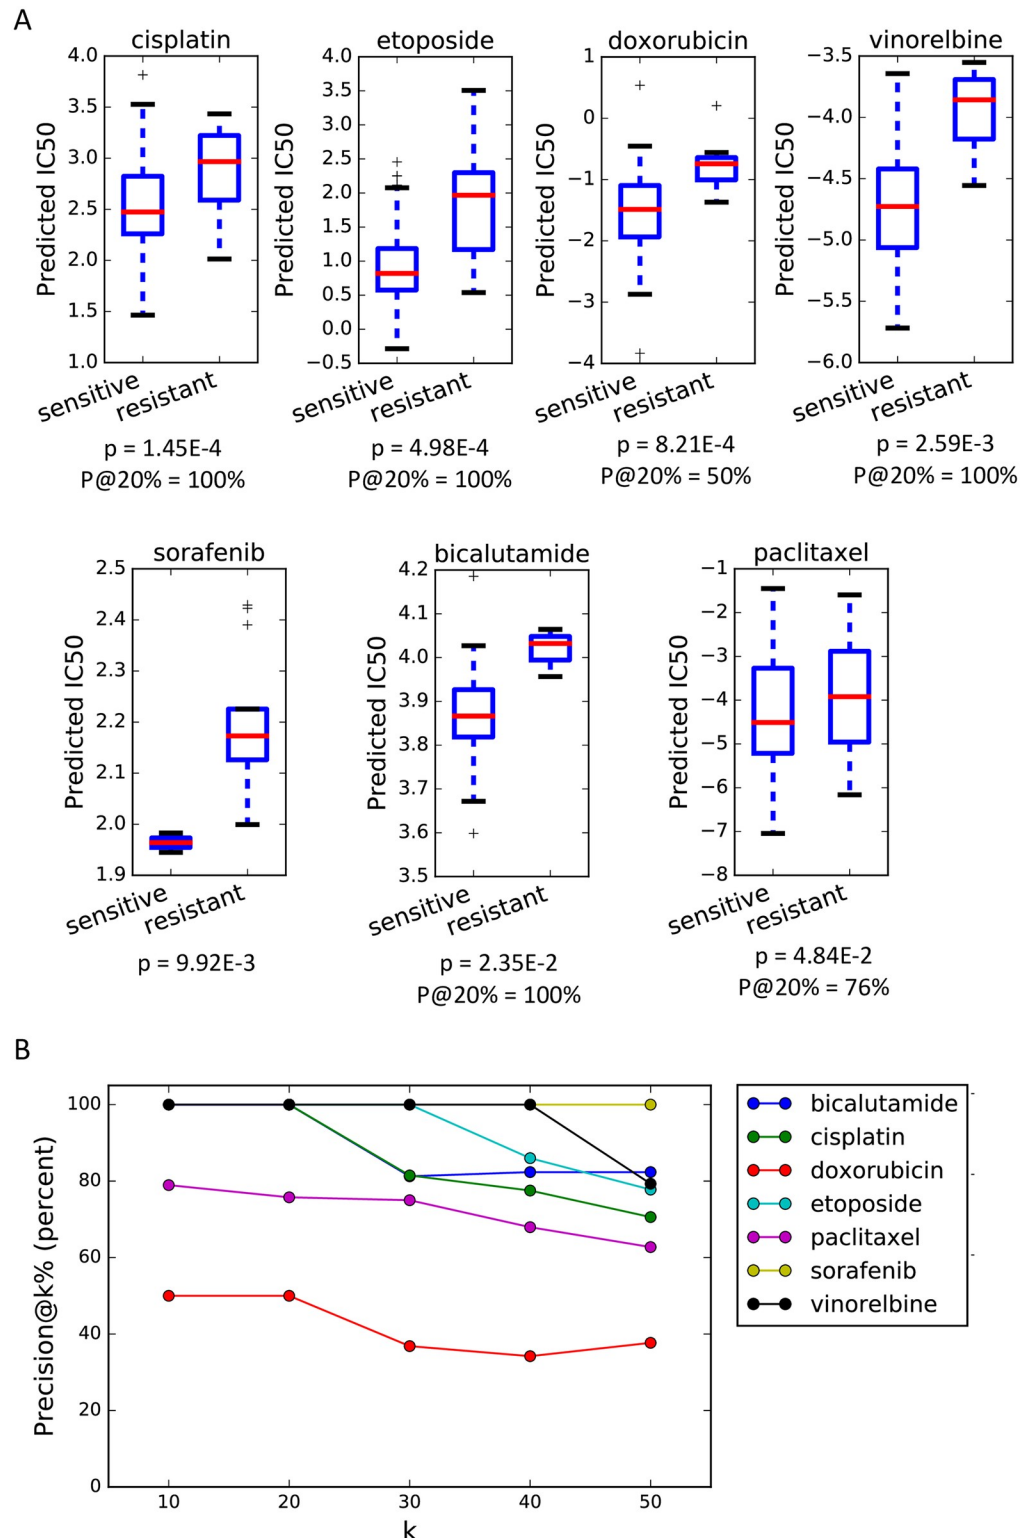 A
cisplatin
4.0
3.5
3.0
2.5
2.0
1.5
1.0
Predicted IC50
sensitive
resistant
p = 1.45E-4
P@20% = 100%
etoposide
4.0
3.5
3.0
2.5
2.0
1.5
1.0
0.5
0.0
−0.5
Predicted IC50
sensitive
resistant
p = 4.98E-4
P@20% = 100%
doxorubicin
1
0
−1
−2
−3
−4
Predicted IC50
sensitive
resistant
p = 8.21E-4
P@20% = 50%
vinorelbine
−3.5
−4.0
−4.5
−5.0
−5.5
−6.0
Predicted IC50
sensitive
resistant
p = 2.59E-3
P@20% = 100%
sorafenib
2.5
2.4
2.3
2.2
2.1
2.0
1.9
Predicted IC50
sensitive
resistant
p = 9.92E-3
bicalutamide
4.2
4.1
4.0
3.9
3.8
3.7
3.6
3.5
Predicted IC50
sensitive
resistant
p = 2.35E-2
P@20% = 100%
paclitaxel
−1
−2
−3
−4
−5
−6
−7
−8
Predicted IC50
sensitive
resistant
p = 4.84E-2
P@20% = 76%
B
100
80
60
40
20
0
Precision@k% (percent)
10 20 30 40 50
k
bicalutamide
cisplatin
doxorubicin
etoposide
paclitaxel
sorafenib
vinorelbine